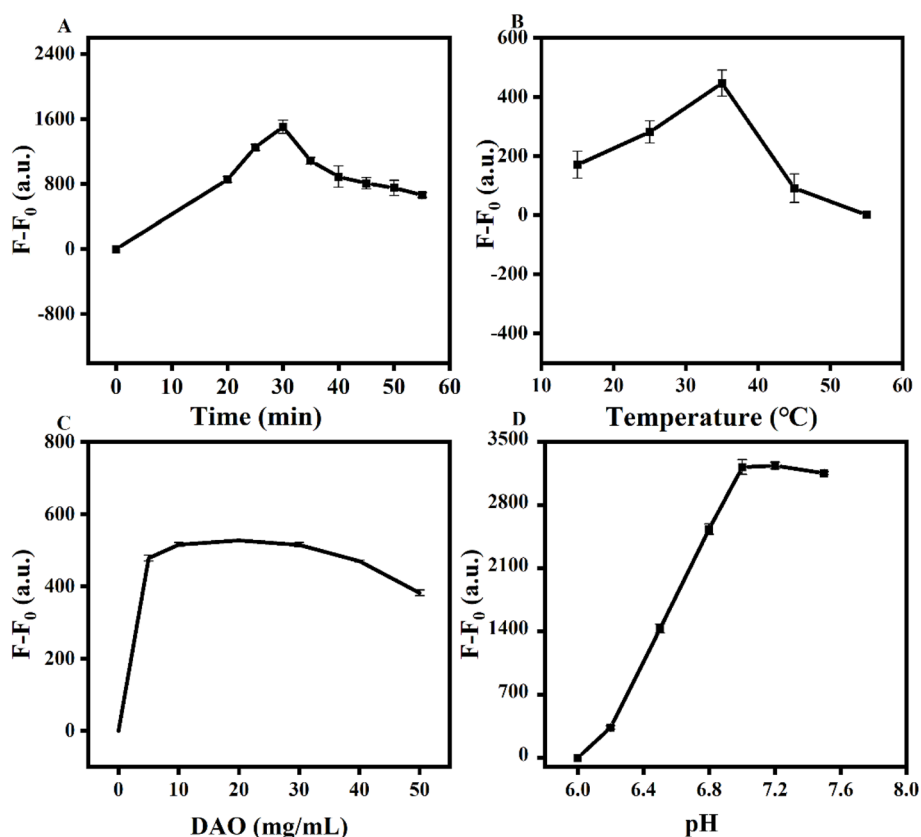 A
2400
1600
800
0
-800
F-F0 (a.u.)
0 10 20 30 40 50 60
Time (min)
B
600
400
200
0
-200
-400
F-F0 (a.u.)
10 20 30 40 50 60
Temperature (°C)
C
800
600
400
200
0
F-F0 (a.u.)
0 10 20 30 40 50
DAO (mg/mL)
D
3500
2800
2100
1400
700
0
F-F0 (a.u.)
6.0 6.4 6.8 7.2 7.6 8.0
pH